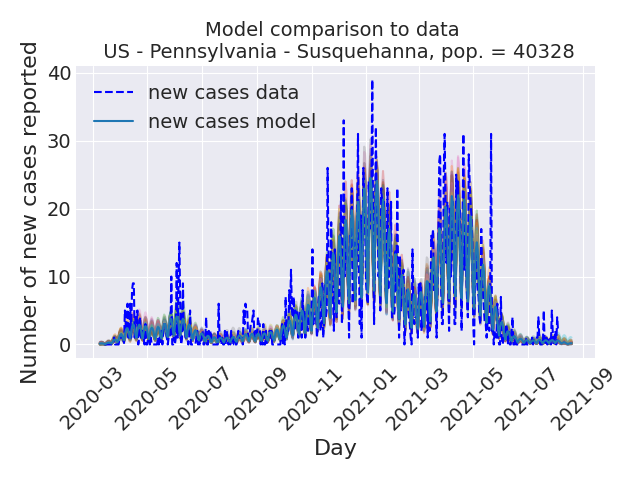 Model comparison to data
US - Pennsylvania - Susquehanna, pop. = 40328
Number of new cases reported
40
30
20
10
0
new cases data
new cases model
2020-03
2020-05
2020-07
2020-09
2020-11
2021-01
2021-03
2021-05
2021-07
2021-09
Day